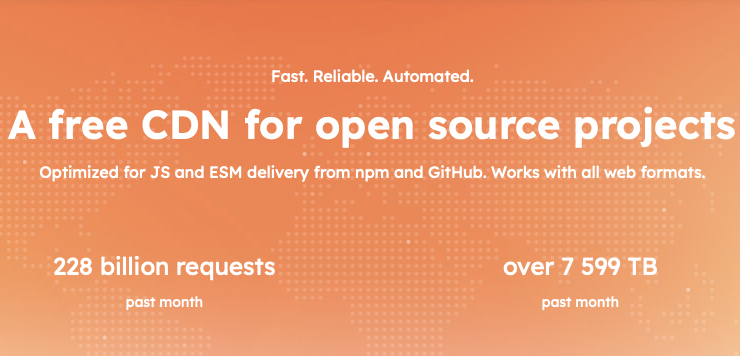 Fast. Reliable. Automated.
A free CDN for open source projects
Optimized for JS and ESM delivery from npm and GitHub. Works with all web formats.
228 billion requests
past month
over 7 599 TB
past month